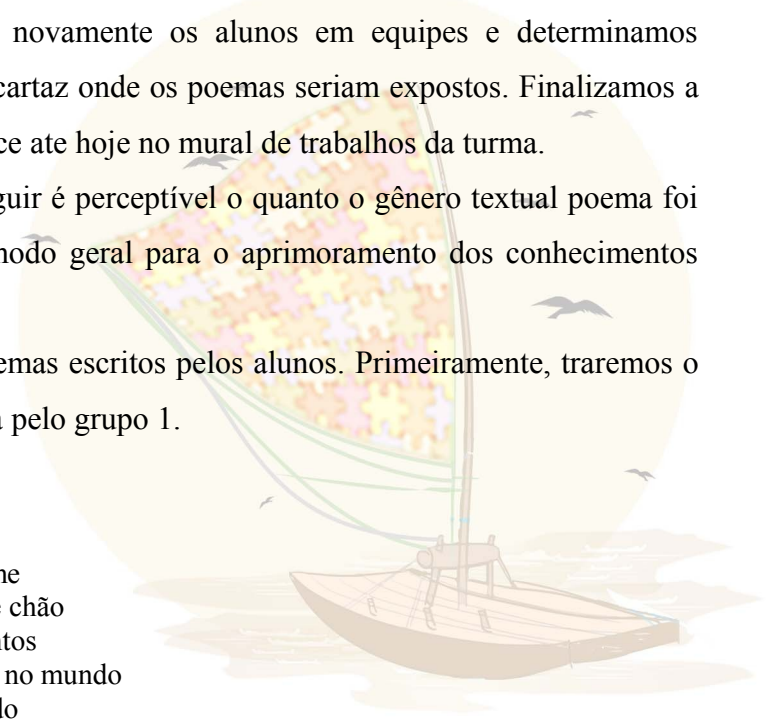 novamente os alunos em equipes e determinamos
cartaz onde os poemas seriam expostos. Finalizamos a
ce ate hoje no mural de trabalhos da turma.
guir é perceptível o quanto o gênero textual poema foi
nodo geral para o aprimoramento dos conhecimentos
emas escritos pelos alunos. Primeiramente, traremos o
a pelo grupo 1.
ne
e chão
ntos
no mundo
do